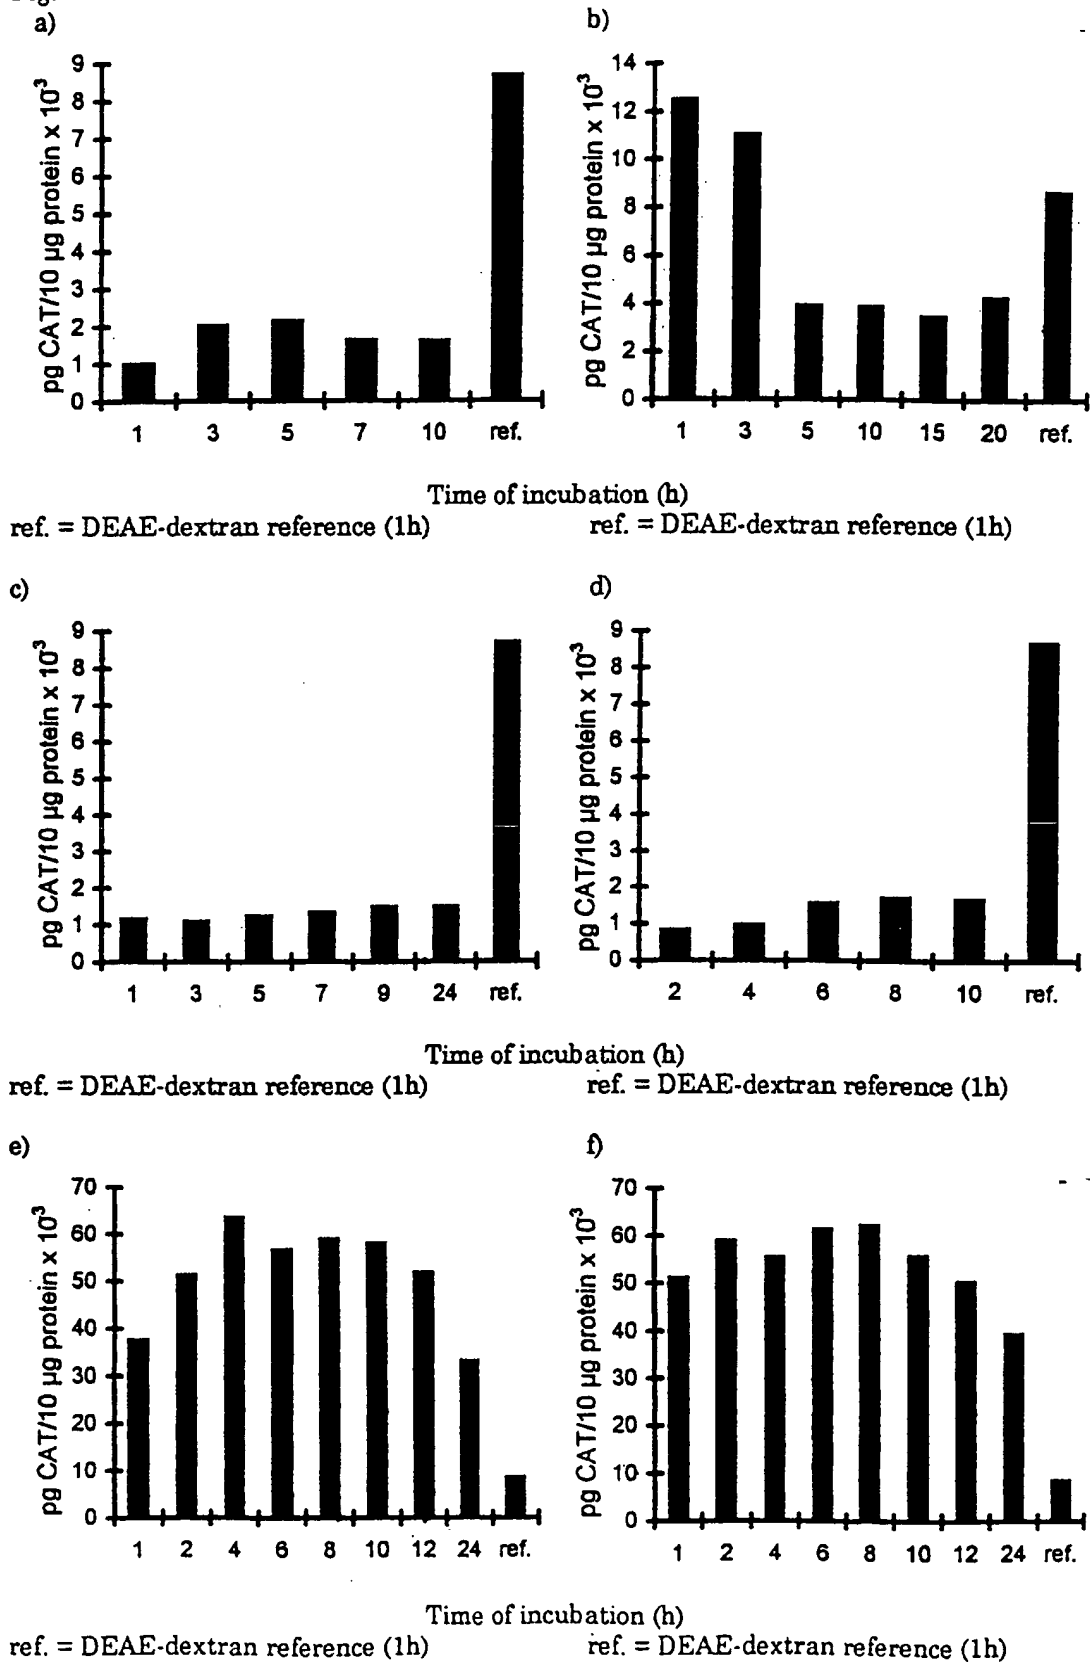 a)
pg CAT/10 µg protein x 10³
9
8
7
6
5
4
3
2
1
0
1 3 5 7 10 ref.
b)
pg CAT/10 µg protein x 10³
14
12
10
8
6
4
2
0
1 3 5 10 15 20 ref.
Time of incubation (h)
ref. = DEAE-dextran reference (1h)
ref. = DEAE-dextran reference (1h)
c)
pg CAT/10 µg protein x 10³
9
8
7
6
5
4
3
2
1
0
1 3 5 7 9 24 ref.
d)
pg CAT/10 µg protein x 10³
9
8
7
6
5
4
3
2
1
0
2 4 6 8 10 ref.
Time of incubation (h)
ref. = DEAE-dextran reference (1h)
ref. = DEAE-dextran reference (1h)
e)
pg CAT/10 µg protein x 10³
70
60
50
40
30
20
10
0
1 2 4 6 8 10 12 24 ref.
f)
pg CAT/10 µg protein x 10³
70
60
50
40
30
20
10
0
1 2 4 6 8 10 12 24 ref.
Time of incubation (h)
ref. = DEAE-dextran reference (1h)
ref. = DEAE-dextran reference (1h)